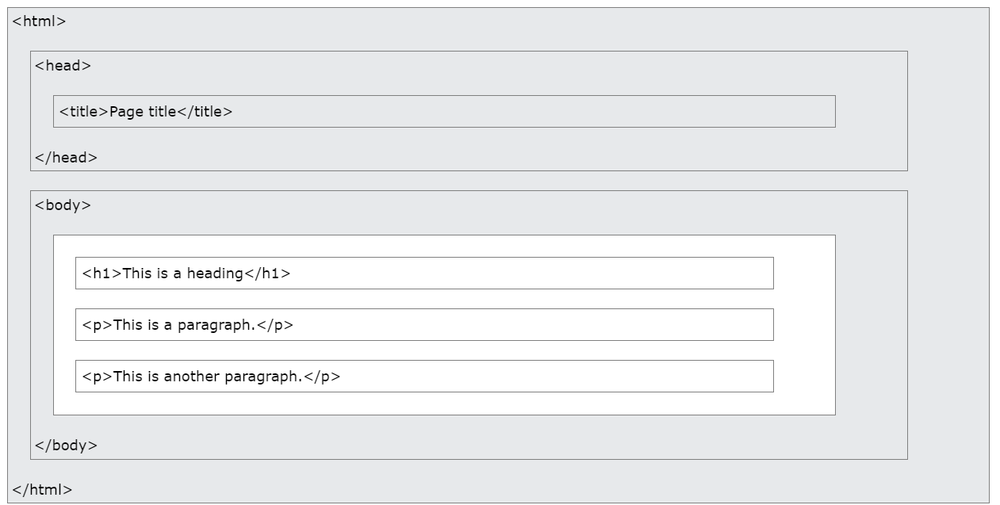 <html>
<head>
<title>Page title</title>
</head>
<body>
<h1>This is a heading</h1>
<p>This is a paragraph.</p>
<p>This is another paragraph.</p>
</body>
</html>